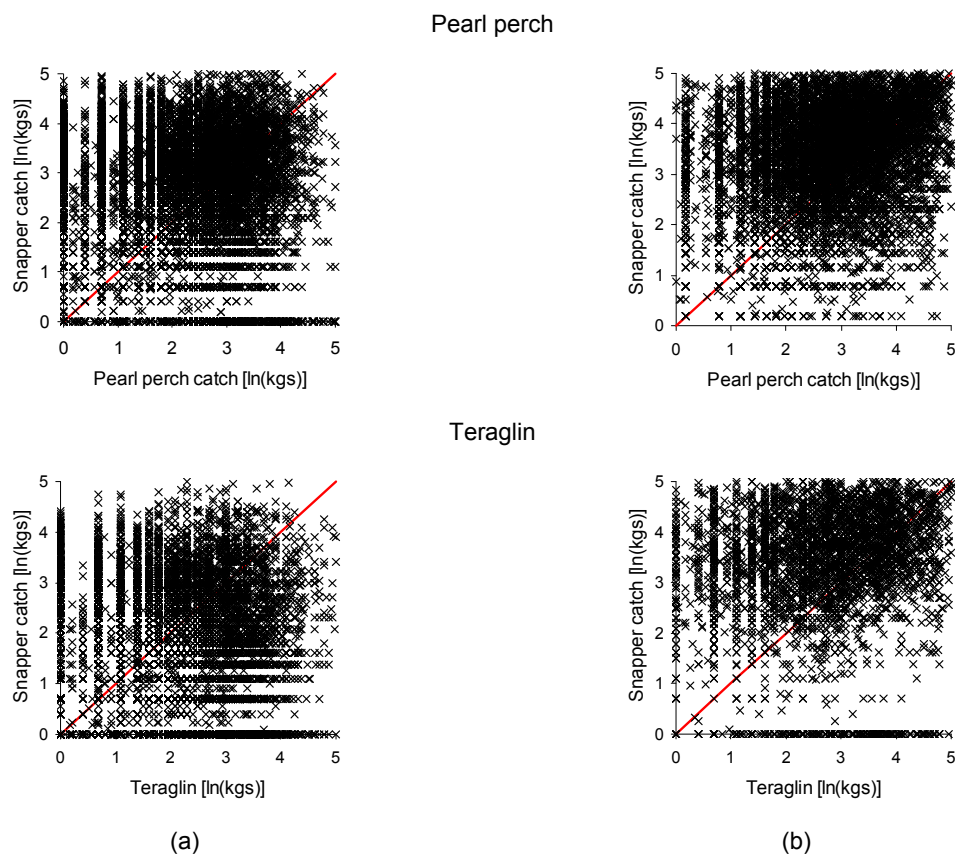 Pearl perch
5
4
3
2
1
0
Snapper catch [ln(kgs)]
0 1 2 3 4 5
Pearl perch catch [ln(kgs)]
5
4
3
2
1
0
Snapper catch [ln(kgs)]
0 1 2 3 4 5
Pearl perch catch [ln(kgs)]
Teraglin
5
4
3
2
1
0
Snapper catch [ln(kgs)]
0 1 2 3 4 5
Teraglin [ln(kgs)]
(a)
5
4
3
2
1
0
Snapper catch [ln(kgs)]
0 1 2 3 4 5
Teraglin [ln(kgs)]
(b)